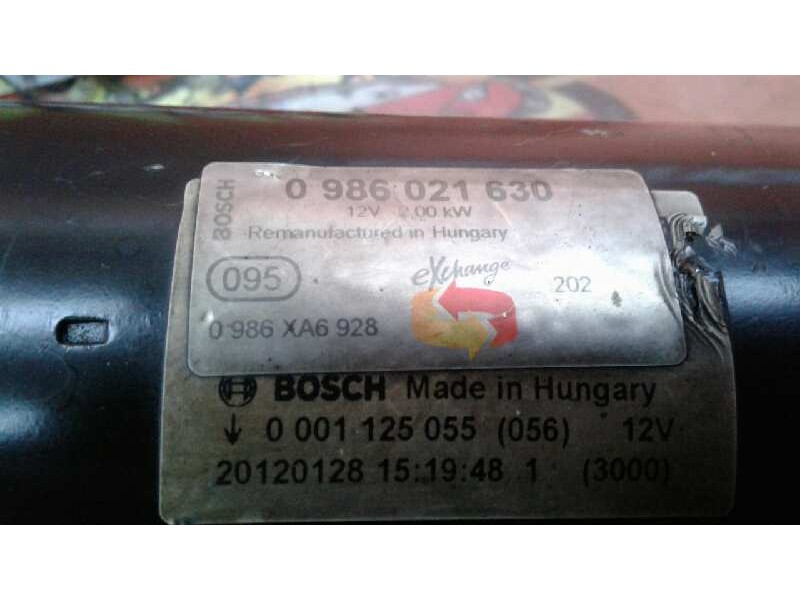 BOSCH
0 986 021 630
12V 2,00 kW
Remanufactured in Hungary
095
eXchange
202
0 986 XA6 928
BOSCH Made in Hungary
↓ 0 001 125 055 (056) 12V
20120128 15:19:48 1 (3000)